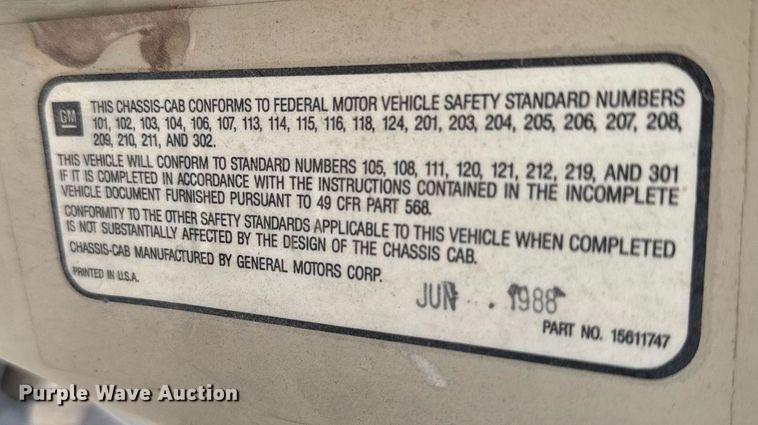 GM
THIS CHASSIS-CAB CONFORMS TO FEDERAL MOTOR VEHICLE SAFETY STANDARD NUMBERS
101, 102, 103, 104, 106, 107, 113, 114, 115, 116, 118, 124, 201, 203, 204, 205, 206, 207, 208,
209, 210, 211, AND 302.
THIS VEHICLE WILL CONFORM TO STANDARD NUMBERS 105, 108, 111, 120, 121, 212, 219, AND 301
IF IT IS COMPLETED IN ACCORDANCE WITH THE INSTRUCTIONS CONTAINED IN THE INCOMPLETE
VEHICLE DOCUMENT FURNISHED PURSUANT TO 49 CFR PART 568.
CONFORMITY TO THE OTHER SAFETY STANDARDS APPLICABLE TO THIS VEHICLE WHEN COMPLETED
IS NOT SUBSTANTIALLY AFFECTED BY THE DESIGN OF THE CHASSIS CAB.
CHASSIS-CAB MANUFACTURED BY GENERAL MOTORS CORP.
PRINTED IN U.S.A.
JUN 1988
PART NO. 15611747
Purple Wave Auction